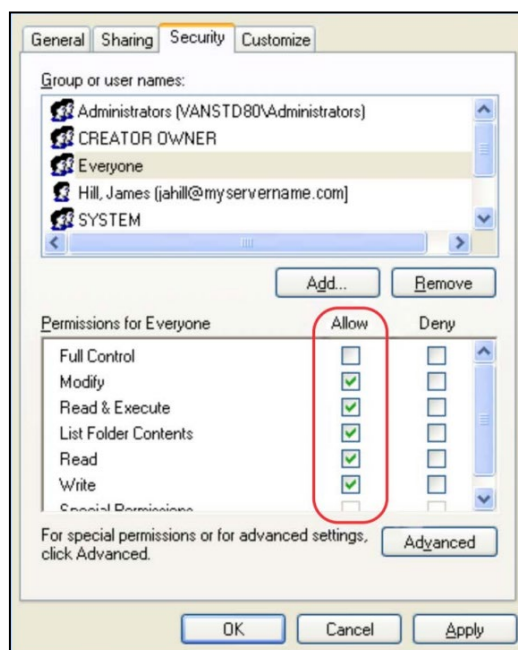 General Sharing Security Customize
Group or user names:
Administrators (VANSTD80\Administrators)
CREATOR OWNER
Everyone
Hill, James (jahill@myservername.com)
SYSTEM
Add... Remove
Permissions for Everyone Allow Deny
Full Control
Modify
Read & Execute
List Folder Contents
Read
Write
Special Permissions
For special permissions or for advanced settings, Advanced
click Advanced.
OK Cancel Apply